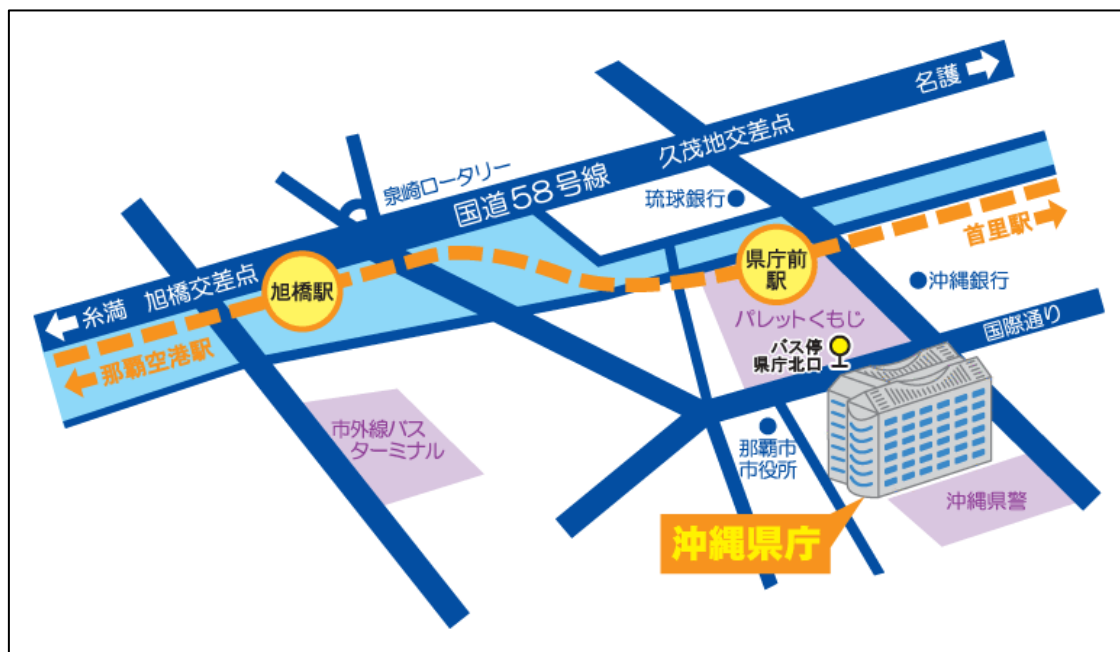 名護
久茂地交差点
泉崎ロータリー
国道58号線
琉球銀行
首里駅
県庁前
駅
旭橋駅
沖縄銀行
糸満 旭橋交差点
パレットくもじ
国際通り
バス停
県庁北口
那覇空港駅
市外線バス
ターミナル
那覇市
市役所
沖縄県警
沖縄県庁